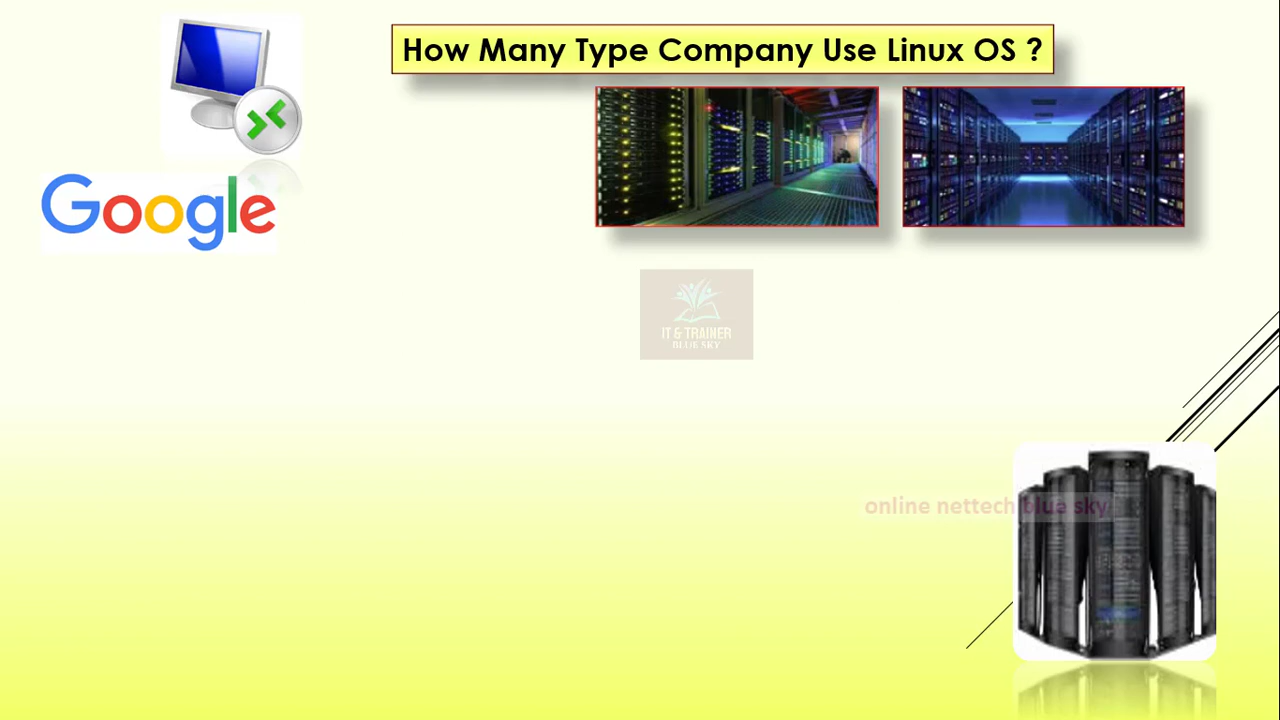 How Many Type Company Use Linux OS ?
Google
IT & TRAINER
BLUE SKY
online nettech blue sky